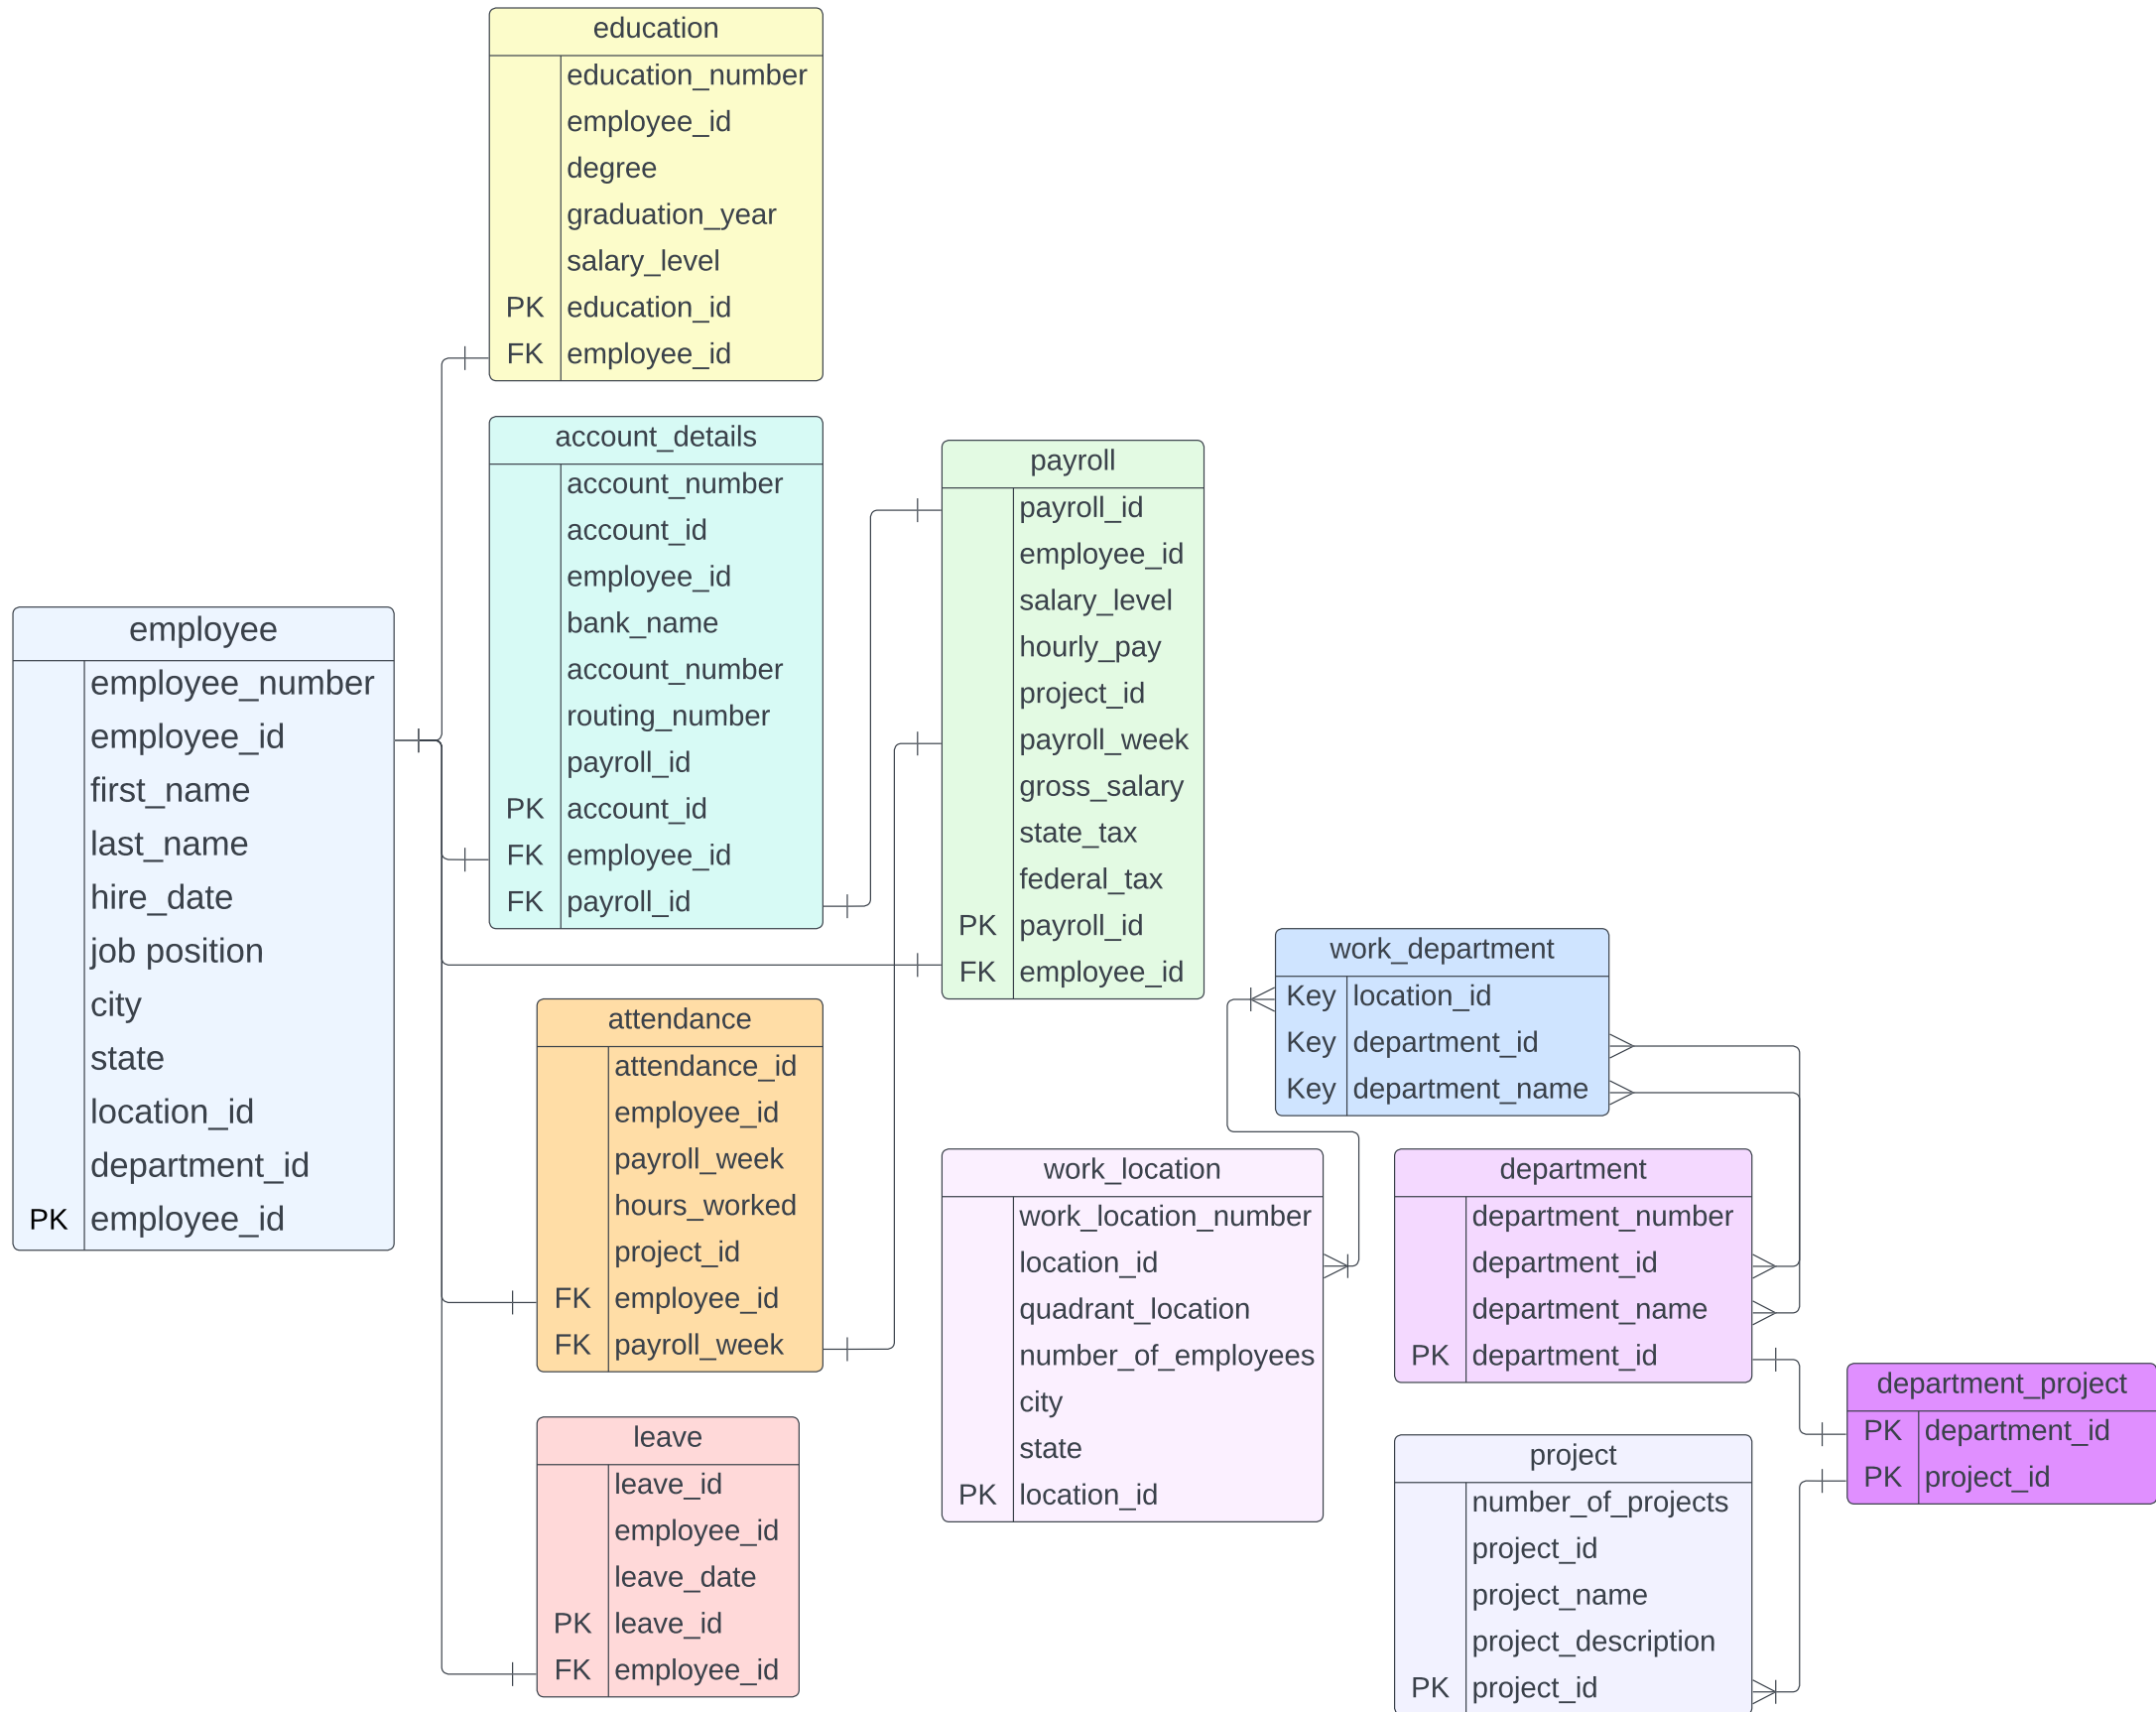 education
education_number
employee_id
degree
graduation_year
salary_level
PK education_id
FK employee_id
account_details
account_number
account_id
employee_id
bank_name
account_number
routing_number
payroll_id
PK account_id
FK employee_id
FK payroll_id
payroll
payroll_id
employee_id
salary_level
hourly_pay
project_id
payroll_week
gross_salary
state_tax
federal_tax
PK payroll_id
FK employee_id
employee
employee_number
employee_id
first_name
last_name
hire_date
job position
city
state
location_id
department_id
PK employee_id
attendance
attendance_id
employee_id
payroll_week
hours_worked
project_id
FK employee_id
FK payroll_week
leave
leave_id
employee_id
leave_date
PK leave_id
FK employee_id
work_department
Key location_id
Key department_id
Key department_name
work_location
work_location_number
location_id
quadrant_location
number_of_employees
city
state
PK location_id
department
department_number
department_id
department_name
PK department_id
project
number_of_projects
project_id
project_name
project_description
PK project_id
department_project
PK department_id
PK project_id